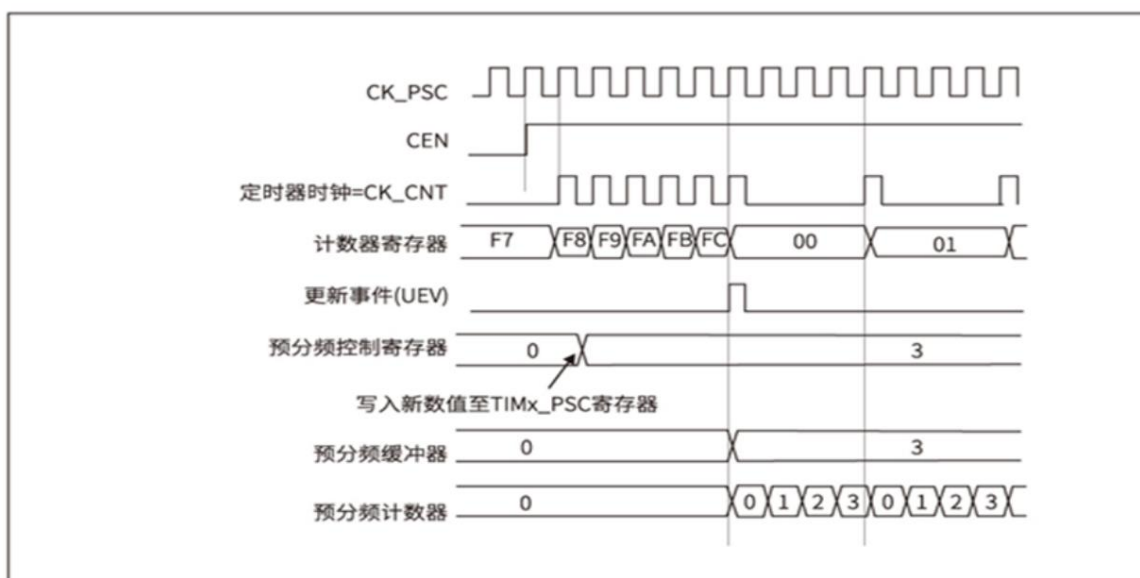 CK_PSC
CEN
定时器时钟=CK_CNT
计数器寄存器 F7 F8 F9 FA FB FC 00 01
更新事件(UEV)
预分频控制寄存器 0 3
写入新数值至TIMx_PSC寄存器
预分频缓冲器 0 3
预分频计数器 0 0 1 2 3 0 1 2 3